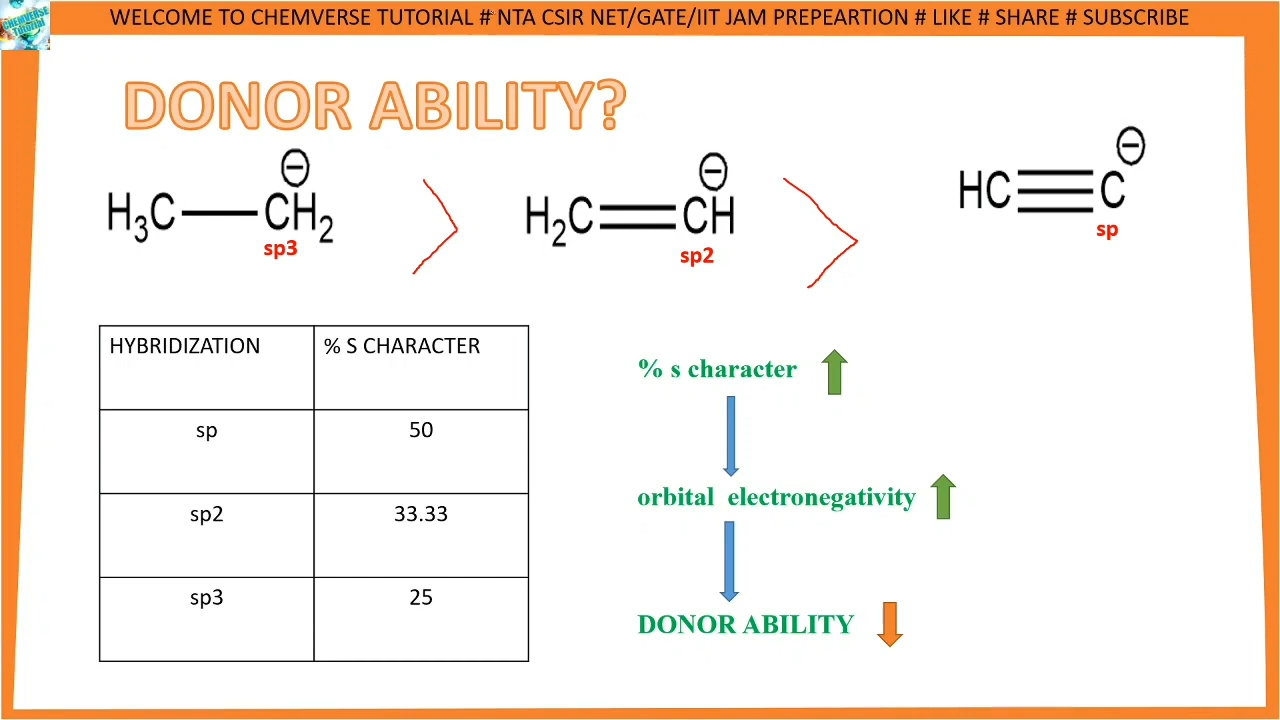 WELCOME TO CHEMVERSE TUTORIAL # NTA CSIR NET/GATE/IIT JAM PREPEARTION # LIKE # SHARE # SUBSCRIBE
CHEMVERSE
TUTORIAL
DONOR ABILITY?
H₃C—CH₂ ⊖
sp3
>
H₂C=CH ⊖
sp2
>
HC≡C ⊖
sp
HYBRIDIZATION % S CHARACTER
sp 50
sp2 33.33
sp3 25
% s character
orbital electronegativity
DONOR ABILITY